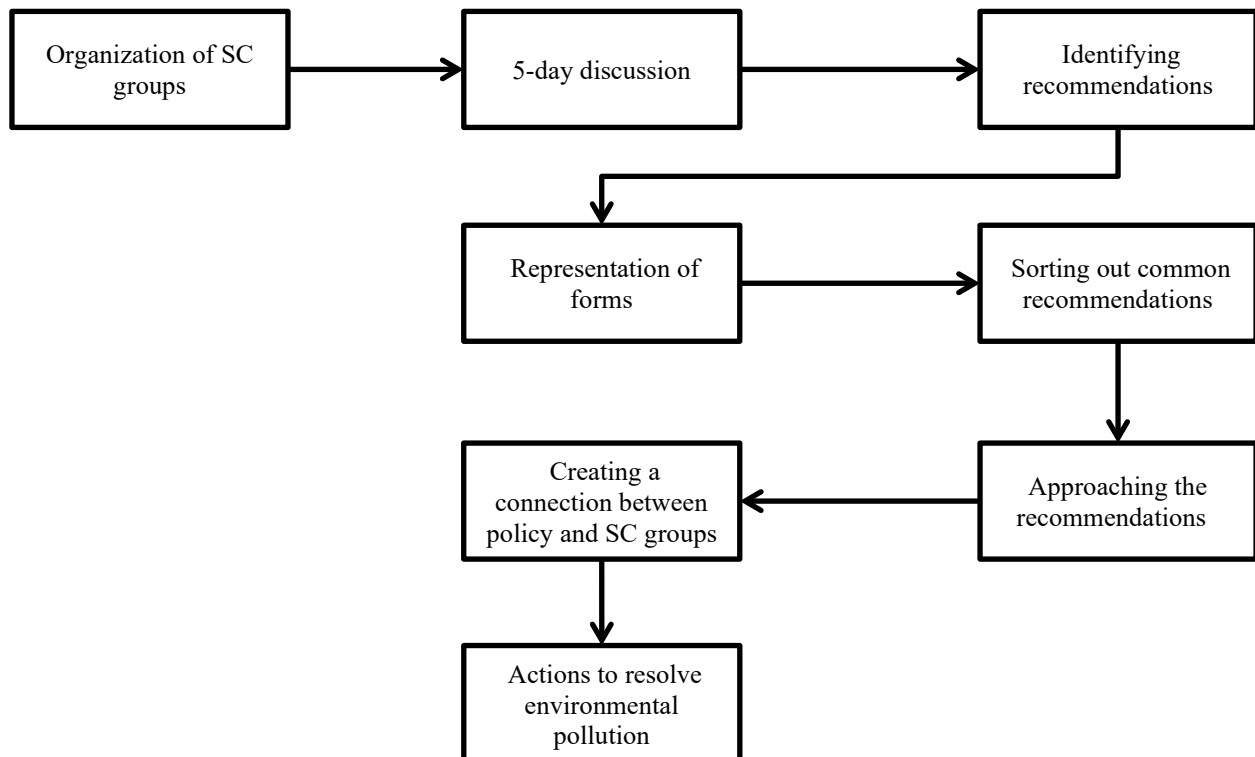 Organization of SC
groups
5-day discussion
Identifying
recommendations
Representation of
forms
Sorting out common
recommendations
Creating a
connection between
policy and SC groups
Approaching the
recommendations
Actions to resolve
environmental
pollution